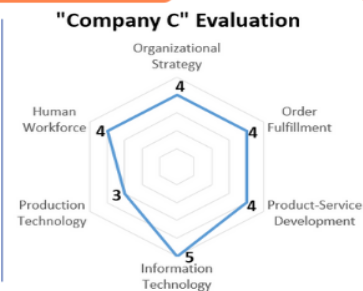 "Company C" Evaluation
Organizational
Strategy
4
Human
Workforce
4
Order
Fulfillment
4
Production
Technology
3
Product-Service
Development
4
5
Information
Technology